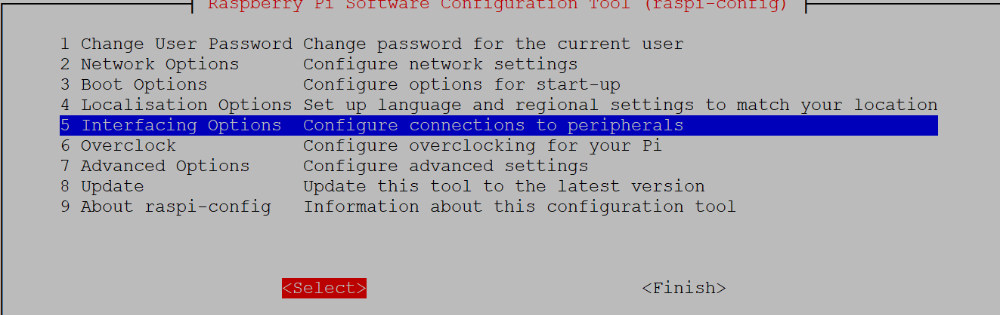 Raspberry Pi Software Configuration Tool (raspi-config)
1 Change User Password Change password for the current user
2 Network Options Configure network settings
3 Boot Options Configure options for start-up
4 Localisation Options Set up language and regional settings to match your location
5 Interfacing Options Configure connections to peripherals
6 Overclock Configure overclocking for your Pi
7 Advanced Options Configure advanced settings
8 Update Update this tool to the latest version
9 About raspi-config Information about this configuration tool
<Select> <Finish>